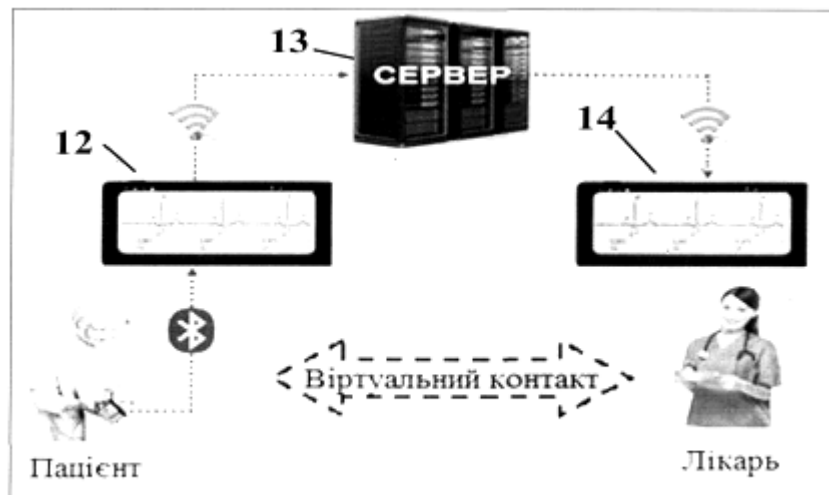 13
СЕРВЕР
12
14
Віртуальний контакт
Пацієнт
Лікарь